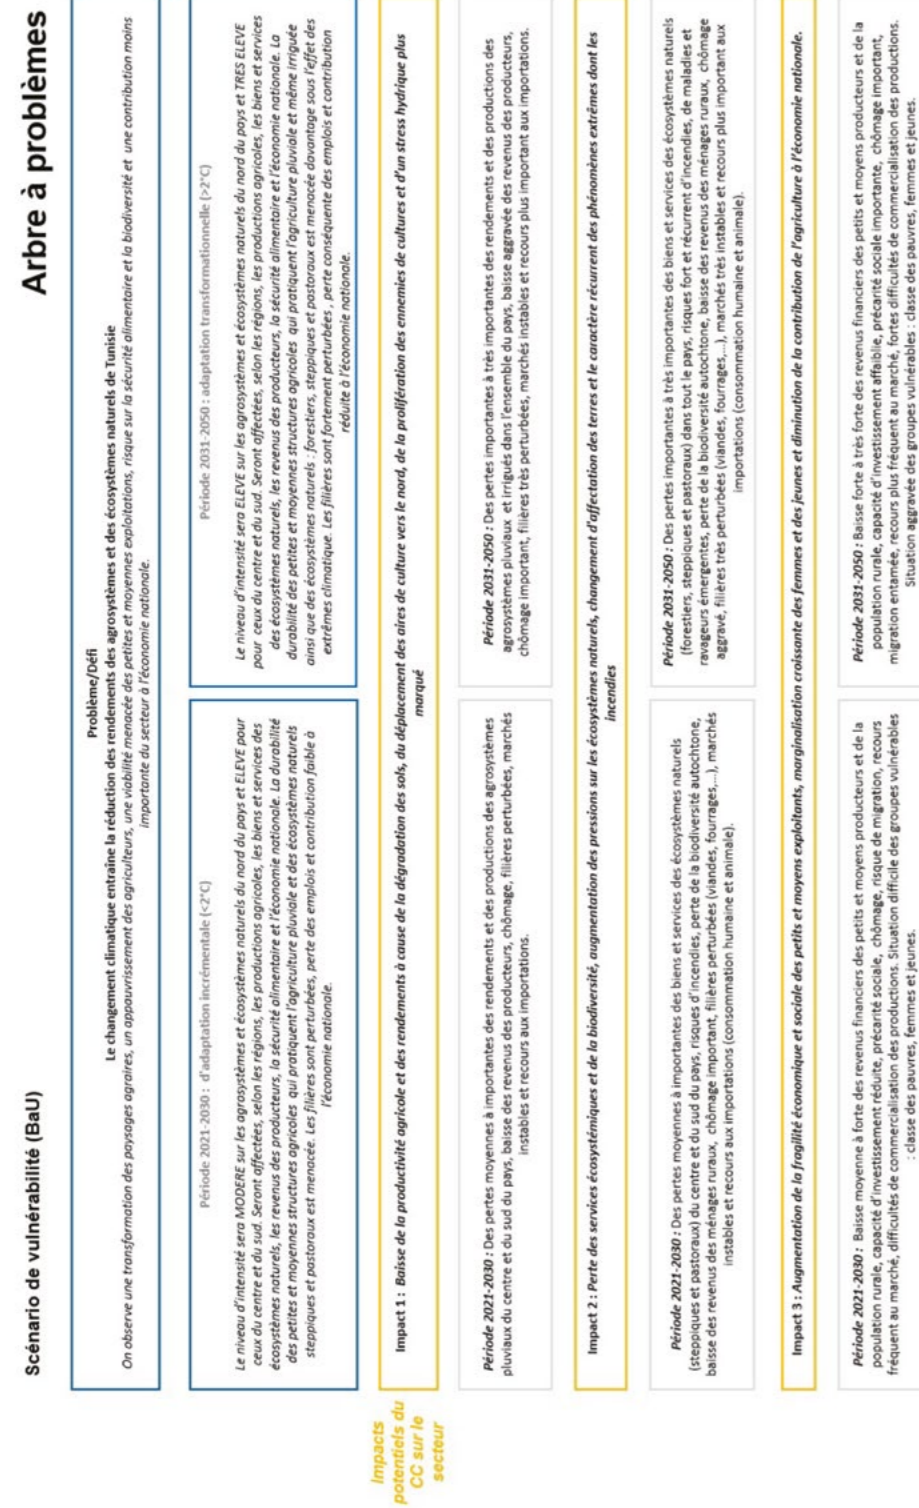 Scénario de vulnérabilité (BaU)
Arbre à problèmes
Problème/Défi
Le changement climatique entraîne la réduction des rendements des agrosystèmes et des écosystèmes naturels de Tunisie
On observe une transformation des paysages agraires, un appauvrissement des agriculteurs, une viabilité menacée des petites et moyennes exploitations, risque sur la sécurité alimentaire et la biodiversité et une contribution moins
importante du secteur à l'économie nationale.
Période 2021-2030 : d'adaptation incrémentale (<2°C)
Le niveau d'intensité sera MODERE sur les agrosystèmes et écosystèmes naturels du nord du pays et ELEVE pour
ceux du centre et du sud. Seront affectées, selon les régions, les productions agricoles, les biens et services des
écosystèmes naturels, les revenus des producteurs, la sécurité alimentaire et l'économie nationale. La durabilité
des petites et moyennes structures agricoles qui pratiquent l'agriculture pluviale et des écosystèmes naturels
steppiques et pastoraux est menacée. Les filières sont perturbées, perte des emplois et contribution faible à
l'économie nationale.
Période 2031-2050 : adaptation transformationnelle (>2°C)
Le niveau d'intensité sera ELEVE sur les agrosystèmes et écosystèmes naturels du nord du pays et TRES ELEVE
pour ceux du centre et du sud. Seront affectées, selon les régions, les productions agricoles, les biens et services
des écosystèmes naturels, les revenus des producteurs, la sécurité alimentaire et l'économie nationale. La
durabilité des petites et moyennes structures agricoles qui pratiquent l'agriculture pluviale et même irriguée
ainsi que des écosystèmes naturels : forestiers, steppiques et pastoraux est menacée davantage sous l'effet des
extrêmes climatique. Les filières sont fortement perturbées , perte conséquente des emplois et contribution
réduite à l'économie nationale.
Impacts
potentiels du
CC sur le
secteur
Impact 1 : Baisse de la productivité agricole et des rendements à cause de la dégradation des sols, du déplacement des aires de culture vers le nord, de la prolifération des ennemies de cultures et d'un stress hydrique plus
marqué
Période 2021-2030 : Des pertes moyennes à importantes des rendements et des productions des agrosystèmes
pluviaux du centre et du sud du pays, baisse des revenus des producteurs, chômage, filières perturbées, marchés
instables et recours aux importations.
Période 2031-2050 : Des pertes importantes à très importantes des rendements et des productions des
agrosystèmes pluviaux et irrigués dans l'ensemble du pays, baisse aggravée des revenus des producteurs,
chômage important, filières très perturbées, marchés instables et recours plus important aux importations.
Impact 2 : Perte des services écosystémiques et de la biodiversité, augmentation des pressions sur les écosystèmes naturels, changement d'affectation des terres et le caractère récurrent des phénomènes extrêmes dont les
incendies
Période 2021-2030 : Des pertes moyennes à importantes des biens et services des écosystèmes naturels
(steppiques et pastoraux) du centre et du sud du pays, risques d'incendies, perte de la biodiversité autochtone,
baisse des revenus des ménages ruraux, chômage important, filières perturbées (viandes, fourrages,...), marchés
instables et recours aux importations (consommation humaine et animale).
Période 2031-2050 : Des pertes importantes à très importantes des biens et services des écosystèmes naturels
(forestiers, steppiques et pastoraux) dans tout le pays, risques fort et récurrent d'incendies, de maladies et
ravageurs émergentes, perte de la biodiversité autochtone, baisse des revenus des ménages ruraux, chômage
aggravé, filières très perturbées (viandes, fourrages,...), marchés très instables et recours plus important aux
importations (consommation humaine et animale).
Impact 3 : Augmentation de la fragilité économique et sociale des petits et moyens exploitants, marginalisation croissante des femmes et des jeunes et diminution de la contribution de l'agriculture à l'économie nationale.
Période 2021-2030 : Baisse moyenne à forte des revenus financiers des petits et moyens producteurs et de la
population rurale, capacité d'investissement réduite, précarité sociale, chômage, risque de migration, recours
fréquent au marché, difficultés de commercialisation des productions. Situation difficile des groupes vulnérables
: classe des pauvres, femmes et jeunes.
Période 2031-2050 : Baisse forte à très forte des revenus financiers des petits et moyens producteurs et de la
population rurale, capacité d'investissement affaiblie, précarité sociale importante, chômage important,
migration entamée, recours plus fréquent au marché, fortes difficultés de commercialisation des productions.
Situation aggravée des groupes vulnérables : classe des pauvres, femmes et jeunes.